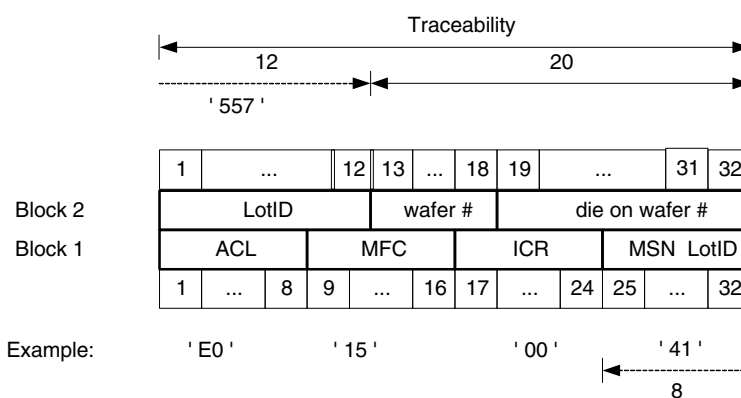 Traceability
12 20
' 557 '
1 ... 12 13 ... 18 19 ... 31 32
Block 2 LotID wafer # die on wafer #
Block 1 ACL MFC ICR MSN LotID
1 ... 8 9 ... 16 17 ... 24 25 ... 32
Example: ' E0 ' ' 15 ' ' 00 ' ' 41 '
8